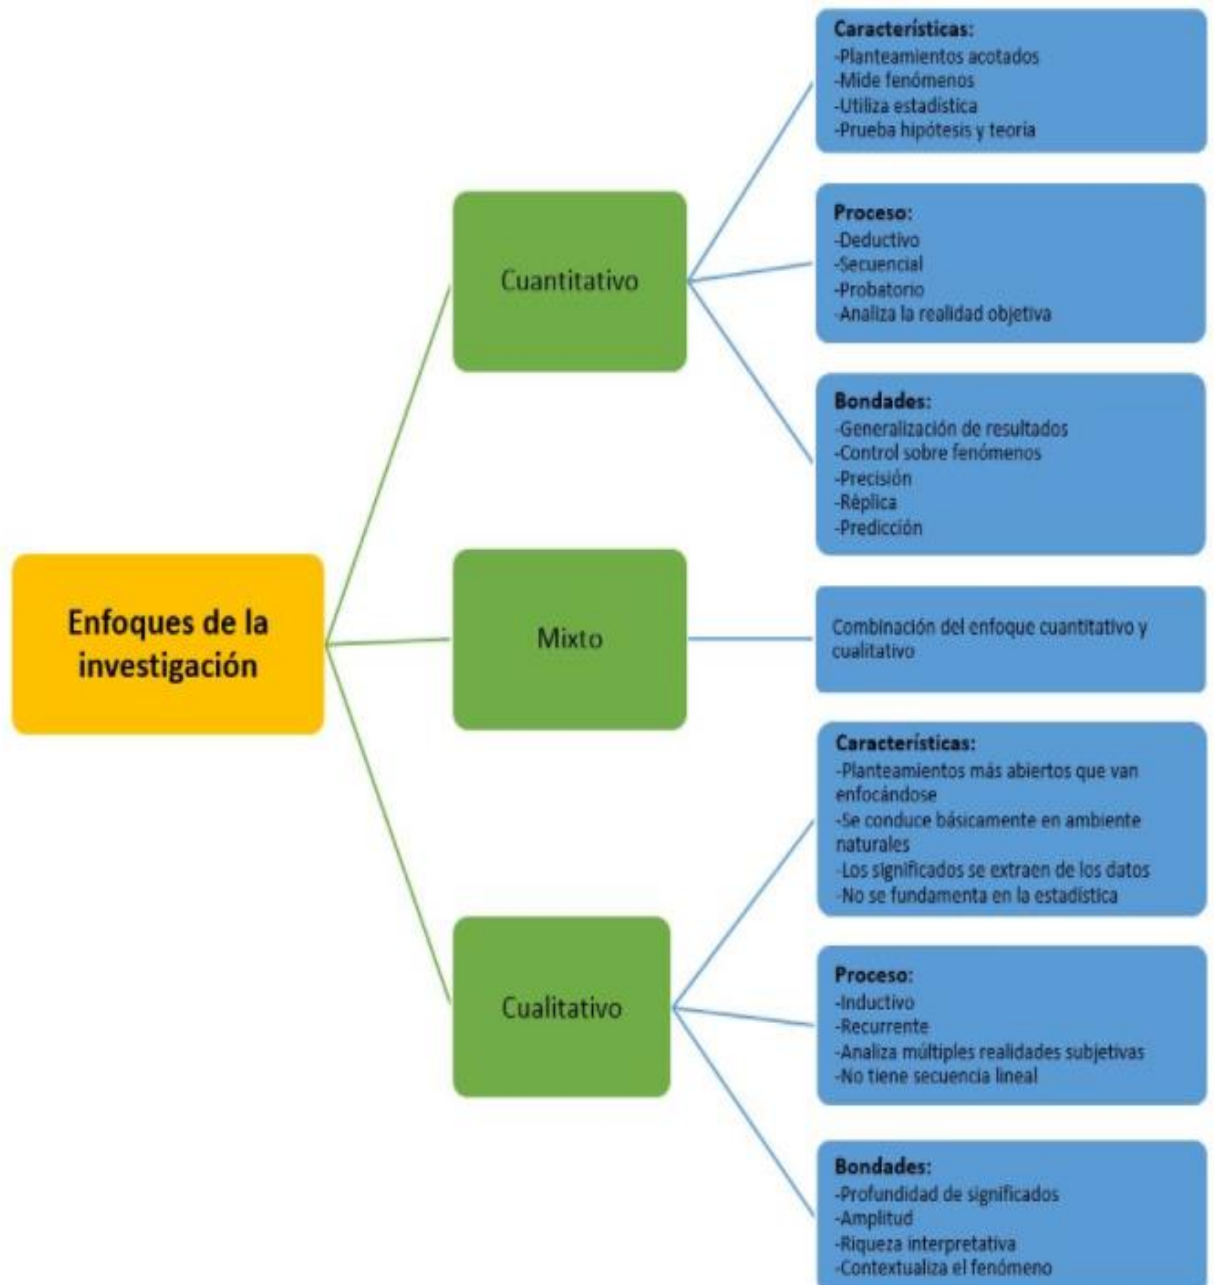 Enfoques de la
investigación
Cuantitativo
Características:
-Planteamientos acotados
-Mide fenómenos
-Utiliza estadística
-Prueba hipótesis y teoría
Proceso:
-Deductivo
-Secuencial
-Probatorio
-Analiza la realidad objetiva
Bondades:
-Generalización de resultados
-Control sobre fenómenos
-Precisión
-Réplica
-Predicción
Mixto
Combinación del enfoque cuantitativo y
cualitativo
Cualitativo
Características:
-Planteamientos más abiertos que van
enfocándose
-Se conduce básicamente en ambiente
naturales
-Los significados se extraen de los datos
-No se fundamenta en la estadística
Proceso:
-Inductivo
-Recurrente
-Analiza múltiples realidades subjetivas
-No tiene secuencia lineal
Bondades:
-Profundidad de significados
-Amplitud
-Riqueza interpretativa
-Contextualiza el fenómeno